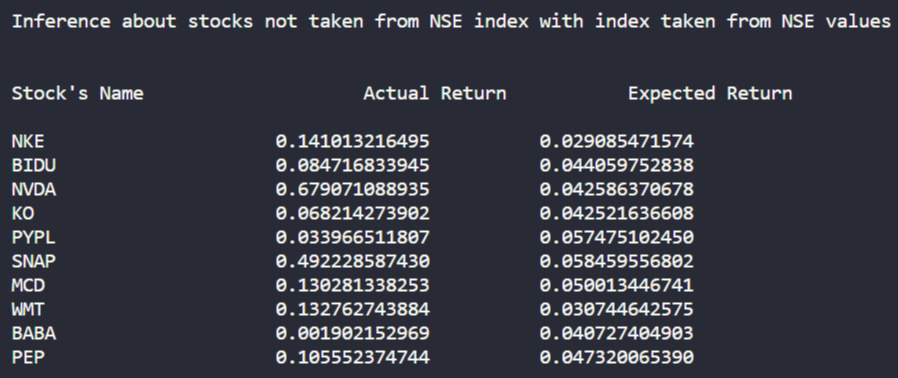 Inference about stocks not taken from NSE index with index taken from NSE values
Stock's Name Actual Return Expected Return
NKE 0.141013216495 0.029085471574
BIDU 0.084716833945 0.044059752838
NVDA 0.679071088935 0.042586370678
KO 0.068214273902 0.042521636608
PYPL 0.033966511807 0.057475102450
SNAP 0.492228587430 0.058459556802
MCD 0.130281338253 0.050013446741
WMT 0.132762743884 0.030744642575
BABA 0.001902152969 0.040727404903
PEP 0.105552374744 0.047320065390